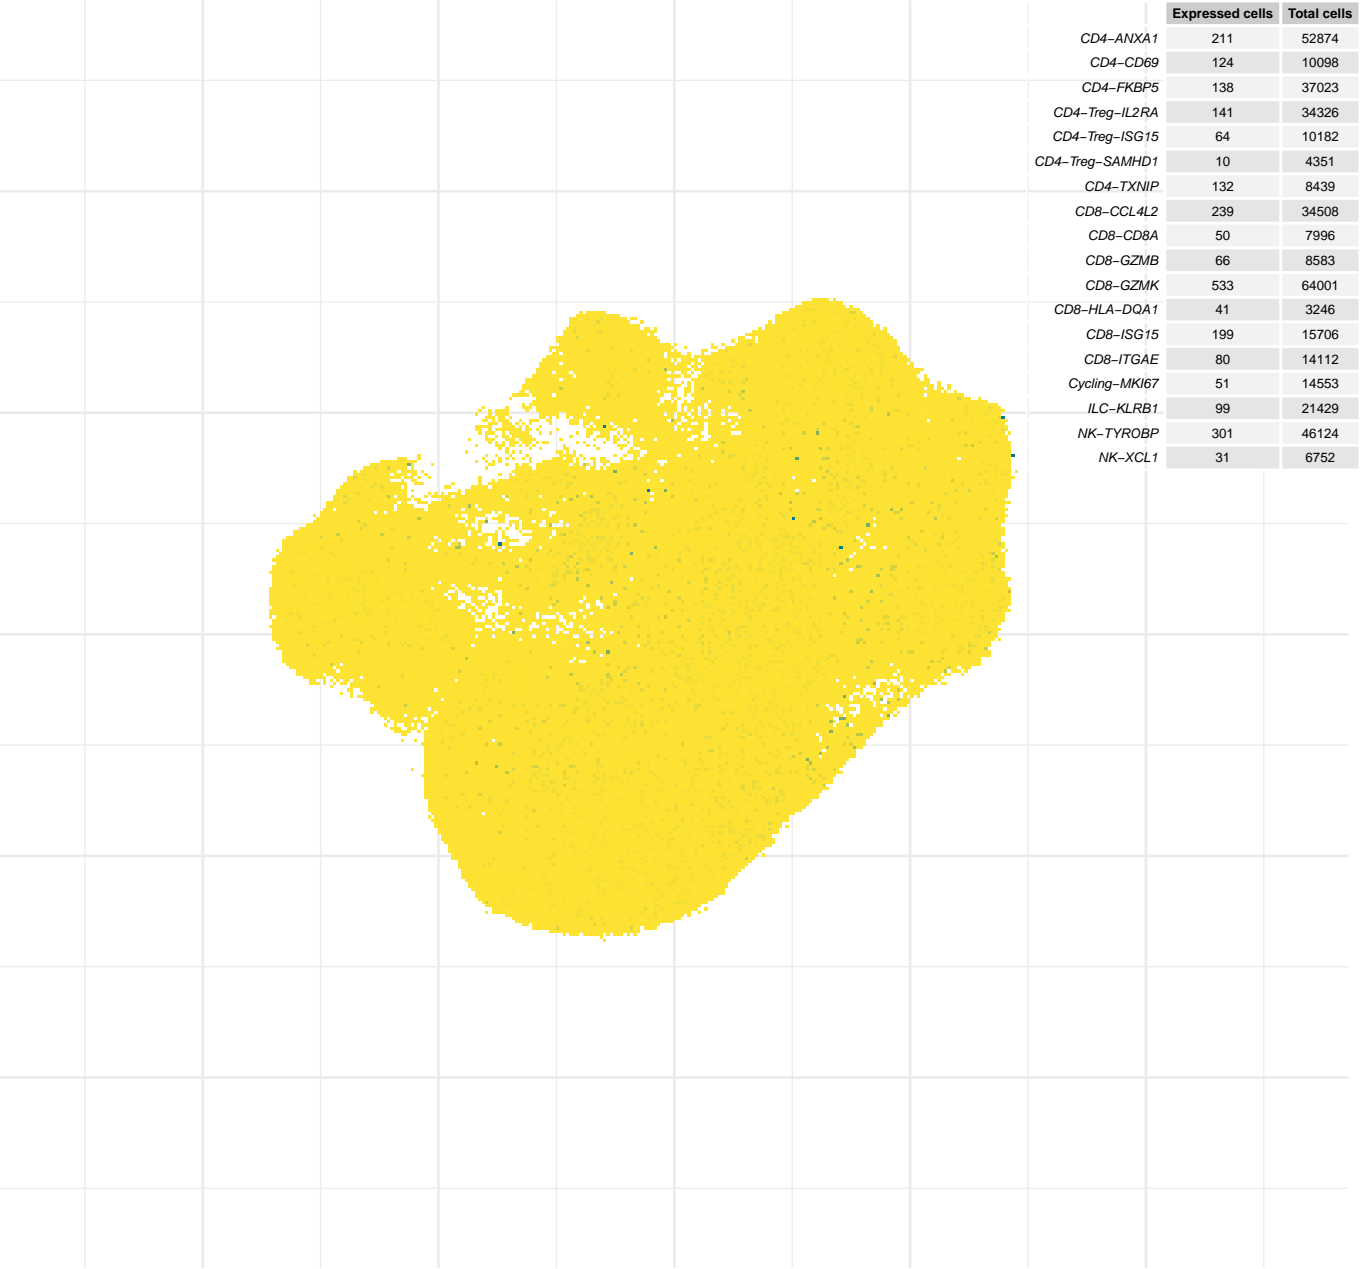 Expressed cells Total cells
CD4−ANXA1 211 52874
CD4−CD69 124 10098
CD4−FKBP5 138 37023
CD4−Treg−IL2RA 141 34326
CD4−Treg−ISG15 64 10182
CD4−Treg−SAMHD1 10 4351
CD4−TXNIP 132 8439
CD8−CCL4L2 239 34508
CD8−CD8A 50 7996
CD8−GZMB 66 8583
CD8−GZMK 533 64001
CD8−HLA−DQA1 41 3246
CD8−ISG15 199 15706
CD8−ITGAE 80 14112
Cycling−MKI67 51 14553
ILC−KLRB1 99 21429
NK−TYROBP 301 46124
NK−XCL1 31 6752